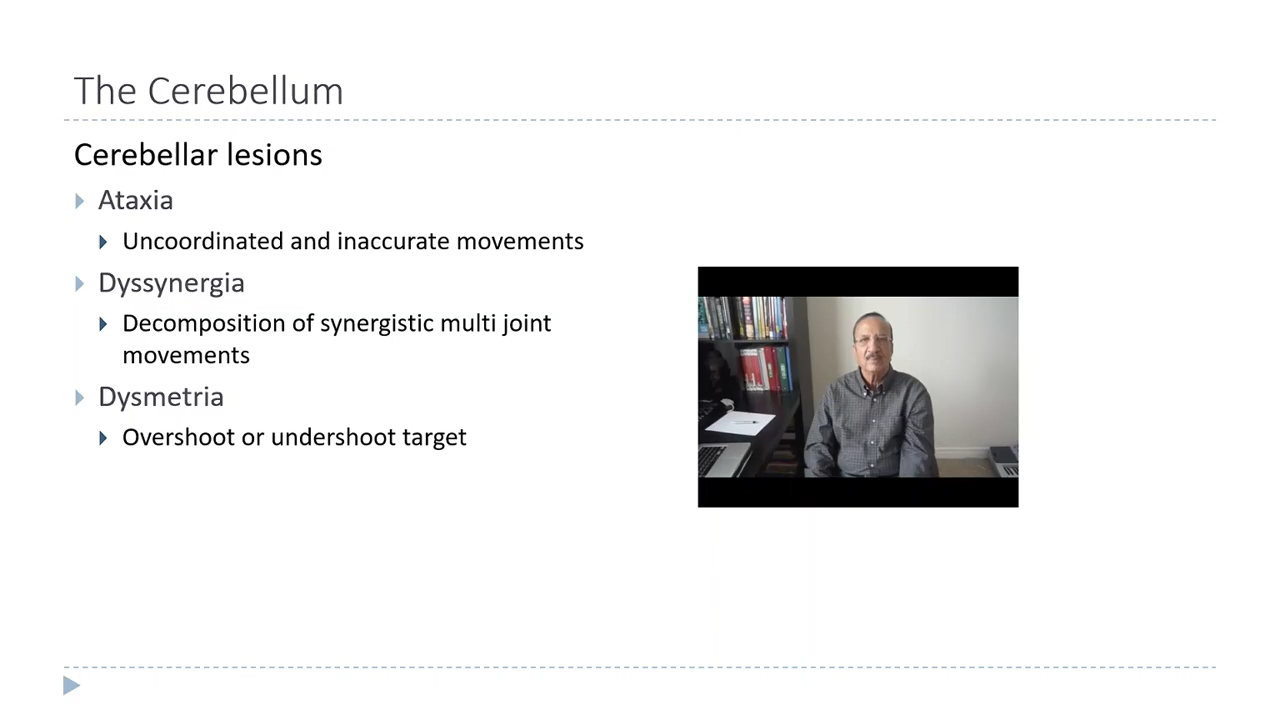 The Cerebellum
Cerebellar lesions
Ataxia
Uncoordinated and inaccurate movements
Dyssynergia
Decomposition of synergistic multi joint
movements
Dysmetria
Overshoot or undershoot target